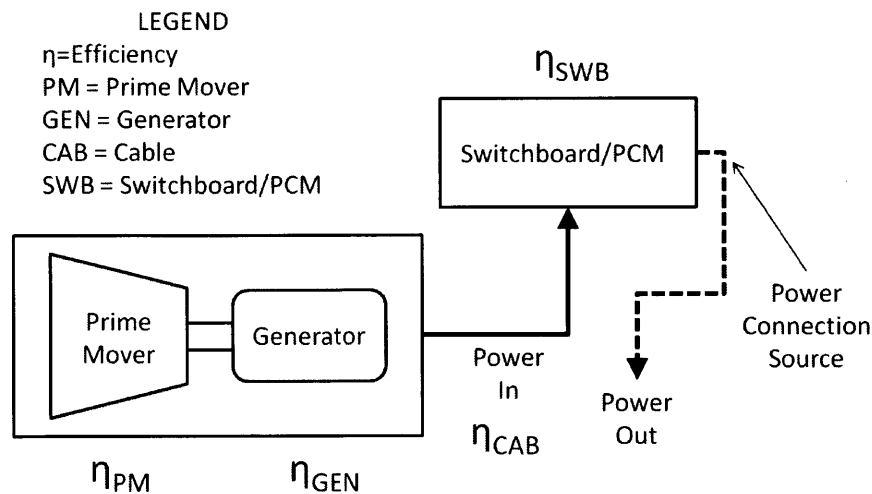 LEGEND
η=Efficiency
PM = Prime Mover
GEN = Generator
CAB = Cable
SWB = Switchboard/PCM
ηSWB
Switchboard/PCM
Prime
Mover
Generator
Power
In
ηCAB
Power
Out
Power
Connection
Source
ηPM
ηGEN